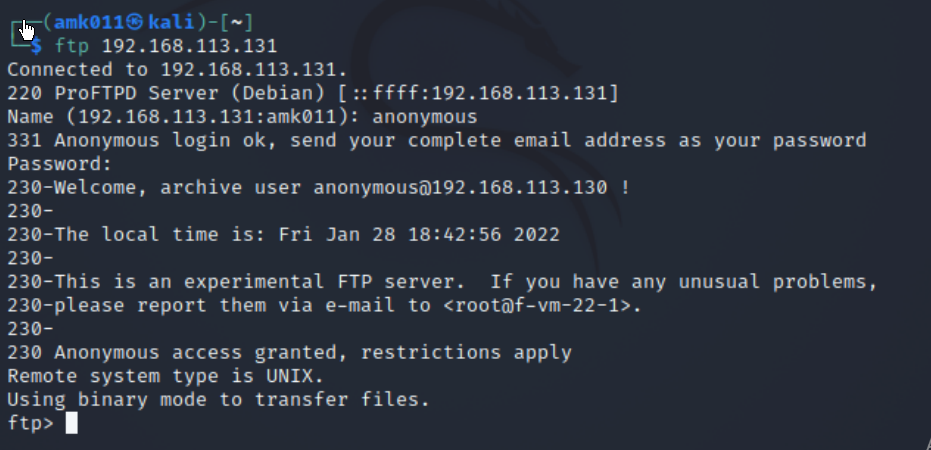 ┌──(amk011㉿kali)-[~]
└─$ ftp 192.168.113.131
Connected to 192.168.113.131.
220 ProFTPD Server (Debian) [::ffff:192.168.113.131]
Name (192.168.113.131:amk011): anonymous
331 Anonymous login ok, send your complete email address as your password
Password:
230-Welcome, archive user anonymous@192.168.113.130 !
230-
230-The local time is: Fri Jan 28 18:42:56 2022
230-
230-This is an experimental FTP server.  If you have any unusual problems,
230-please report them via e-mail to <root@f-vm-22-1>.
230-
230 Anonymous access granted, restrictions apply
Remote system type is UNIX.
Using binary mode to transfer files.
ftp>